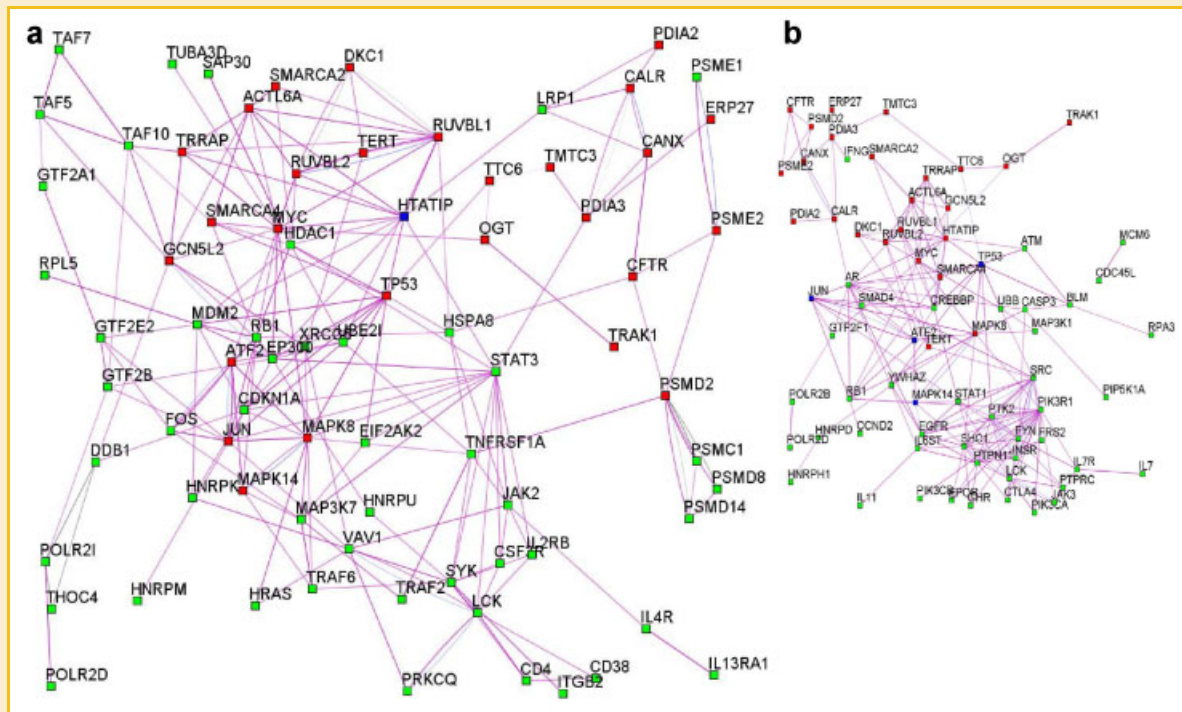 a
TAF7
TUBA3D
SAP30
DKC1
SMARCA2
PDIA2
CALR
PSME1
TAF5
ACTL6A
LRP1
ERP27
TAF10
TRRAP
TERT
RUVBL1
CANX
RUVBL2
TTC6
TMTC3
GTF2A1
HTATIP
PDIA3
PSME2
SMARCA4
MYC
HDAC1
OGT
GCN5L2
CFTR
RPL5
TP53
MDM2
RB1
UBE2I
HSPA8
GTF2E2
ATF2
EP300
TRAK1
STAT3
GTF2B
CDKN1A
PSMD2
FOS
JUN
MAPK8
EIF2AK2
TNFRSF1A
DDB1
PSMC1
MAPK14
PSMD8
HNRPK
MAP3K7
HNRPU
JAK2
PSMD14
VAV1
IL2RB
POLR2I
CSF2R
SYK
TRAF6
TRAF2
THOC4
HNRPM
HRAS
LCK
IL4R
IL13RA1
POLR2D
PRKCQ
CD4
CD38
ITGB2
b
CFTR
ERP27
TMTC3
PSMD2
TRAK1
PDIA3
CANX
IFNG
SMARCA2
PSME2
TTC6
OGT
TRRAP
ACTL6A
GCN5L2
PDIA2
CALR
RUVBL1
DKC1
RUVBL2
HTATIP
ATM
MCM6
MYC
TP53
SMARCA4
CDC45L
AR
JUN
SMAD4
CREBBP
UBB
CASP3
BLM
GTF2F1
ATF2
TERT
MAPK8
MAP3K1
RPA3
SRC
YWHAZ
RB1
MAPK14
STAT1
PIP5K1A
POLR2B
PTK2
PIK3R1
HNRPD
CCND2
EGFR
FYN
FRS2
POLR2D
IL6ST
SHC1
INSR
PTPN11
HNRPH1
LCK
IL7R
IL7
PTPRC
IL11
CTLA4
JAK3
PIK3CA